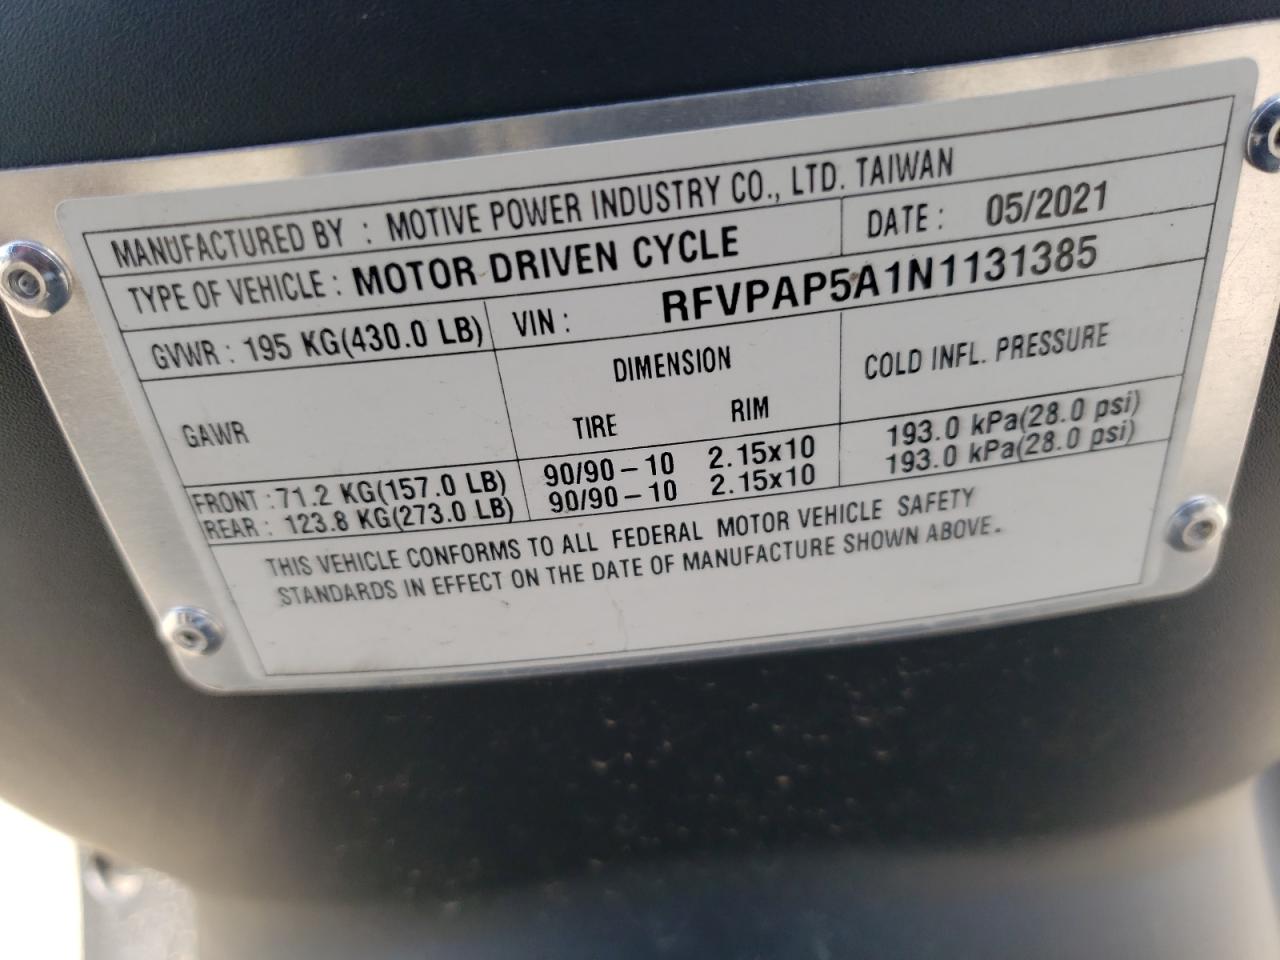 MANUFACTURED BY : MOTIVE POWER INDUSTRY CO., LTD. TAIWAN
TYPE OF VEHICLE : MOTOR DRIVEN CYCLE DATE : 05/2021
GVWR : 195 KG(430.0 LB) VIN : RFVPAP5A1N1131385
GAWR DIMENSION COLD INFL. PRESSURE
TIRE RIM
FRONT : 71.2 KG(157.0 LB) 90/90-10 2.15x10 193.0 kPa(28.0 psi)
REAR : 123.8 KG(273.0 LB) 90/90-10 2.15x10 193.0 kPa(28.0 psi)
THIS VEHICLE CONFORMS TO ALL FEDERAL MOTOR VEHICLE SAFETY
STANDARDS IN EFFECT ON THE DATE OF MANUFACTURE SHOWN ABOVE.